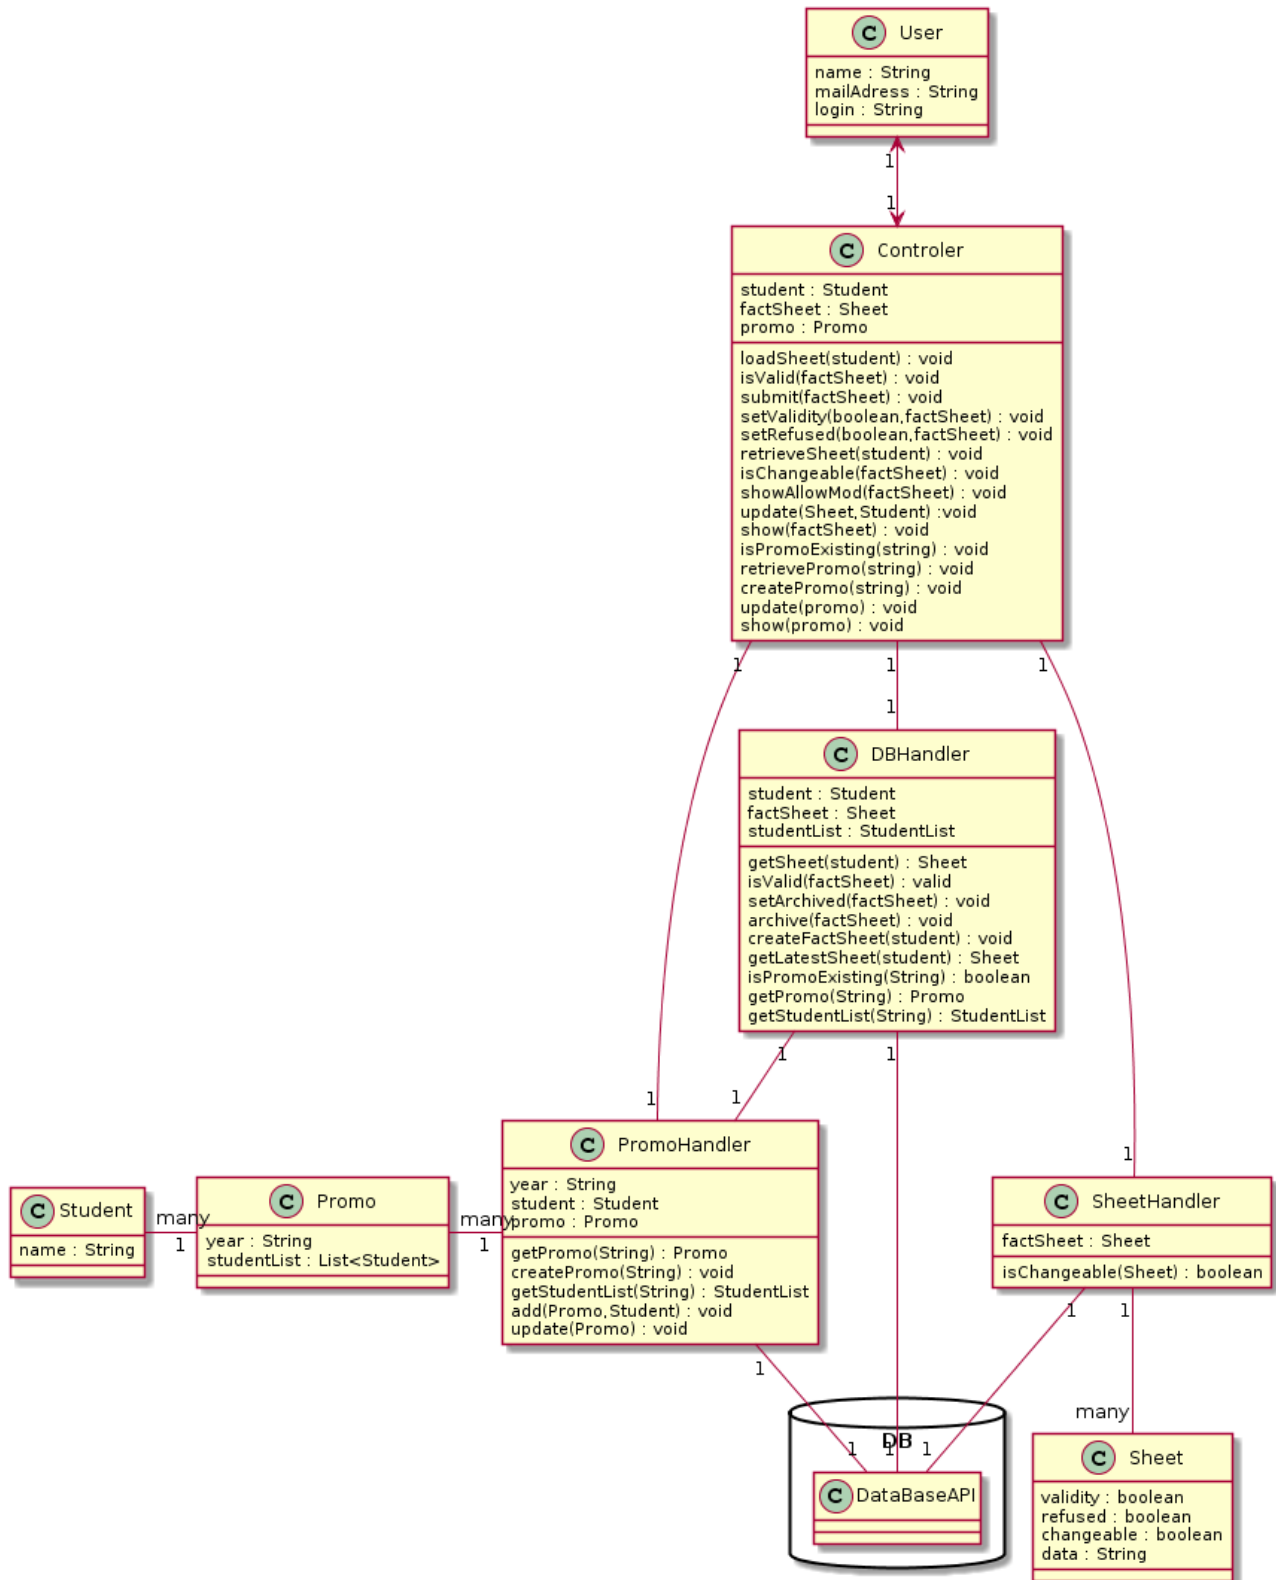 C User
name : String
mailAdress : String
login : String
1
1
C Controler
student : Student
factSheet : Sheet
promo : Promo
loadSheet(student) : void
isValid(factSheet) : void
submit(factSheet) : void
setValidity(boolean,factSheet) : void
setRefused(boolean,factSheet) : void
retrieveSheet(student) : void
isChangeable(factSheet) : void
showAllowMod(factSheet) : void
update(Sheet,Student) :void
show(factSheet) : void
isPromoExisting(string) : void
retrievePromo(string) : void
createPromo(string) : void
update(promo) : void
show(promo) : void
1 1 1
1
C DBHandler
student : Student
factSheet : Sheet
studentList : StudentList
getSheet(student) : Sheet
isValid(factSheet) : valid
setArchived(factSheet) : void
archive(factSheet) : void
createFactSheet(student) : void
getLatestSheet(student) : Sheet
isPromoExisting(String) : boolean
getPromo(String) : Promo
getStudentList(String) : StudentList
1 1
1 1
1
C PromoHandler
year : String
student : Student
promo : Promo
getPromo(String) : Promo
createPromo(String) : void
getStudentList(String) : StudentList
add(Promo,Student) : void
update(Promo) : void
C Student
name : String
many
1
C Promo
year : String
studentList : List<Student>
many
1
C SheetHandler
factSheet : Sheet
isChangeable(Sheet) : boolean
1 1
1
many
DB
1 1 1
C DataBaseAPI
C Sheet
validity : boolean
refused : boolean
changeable : boolean
data : String